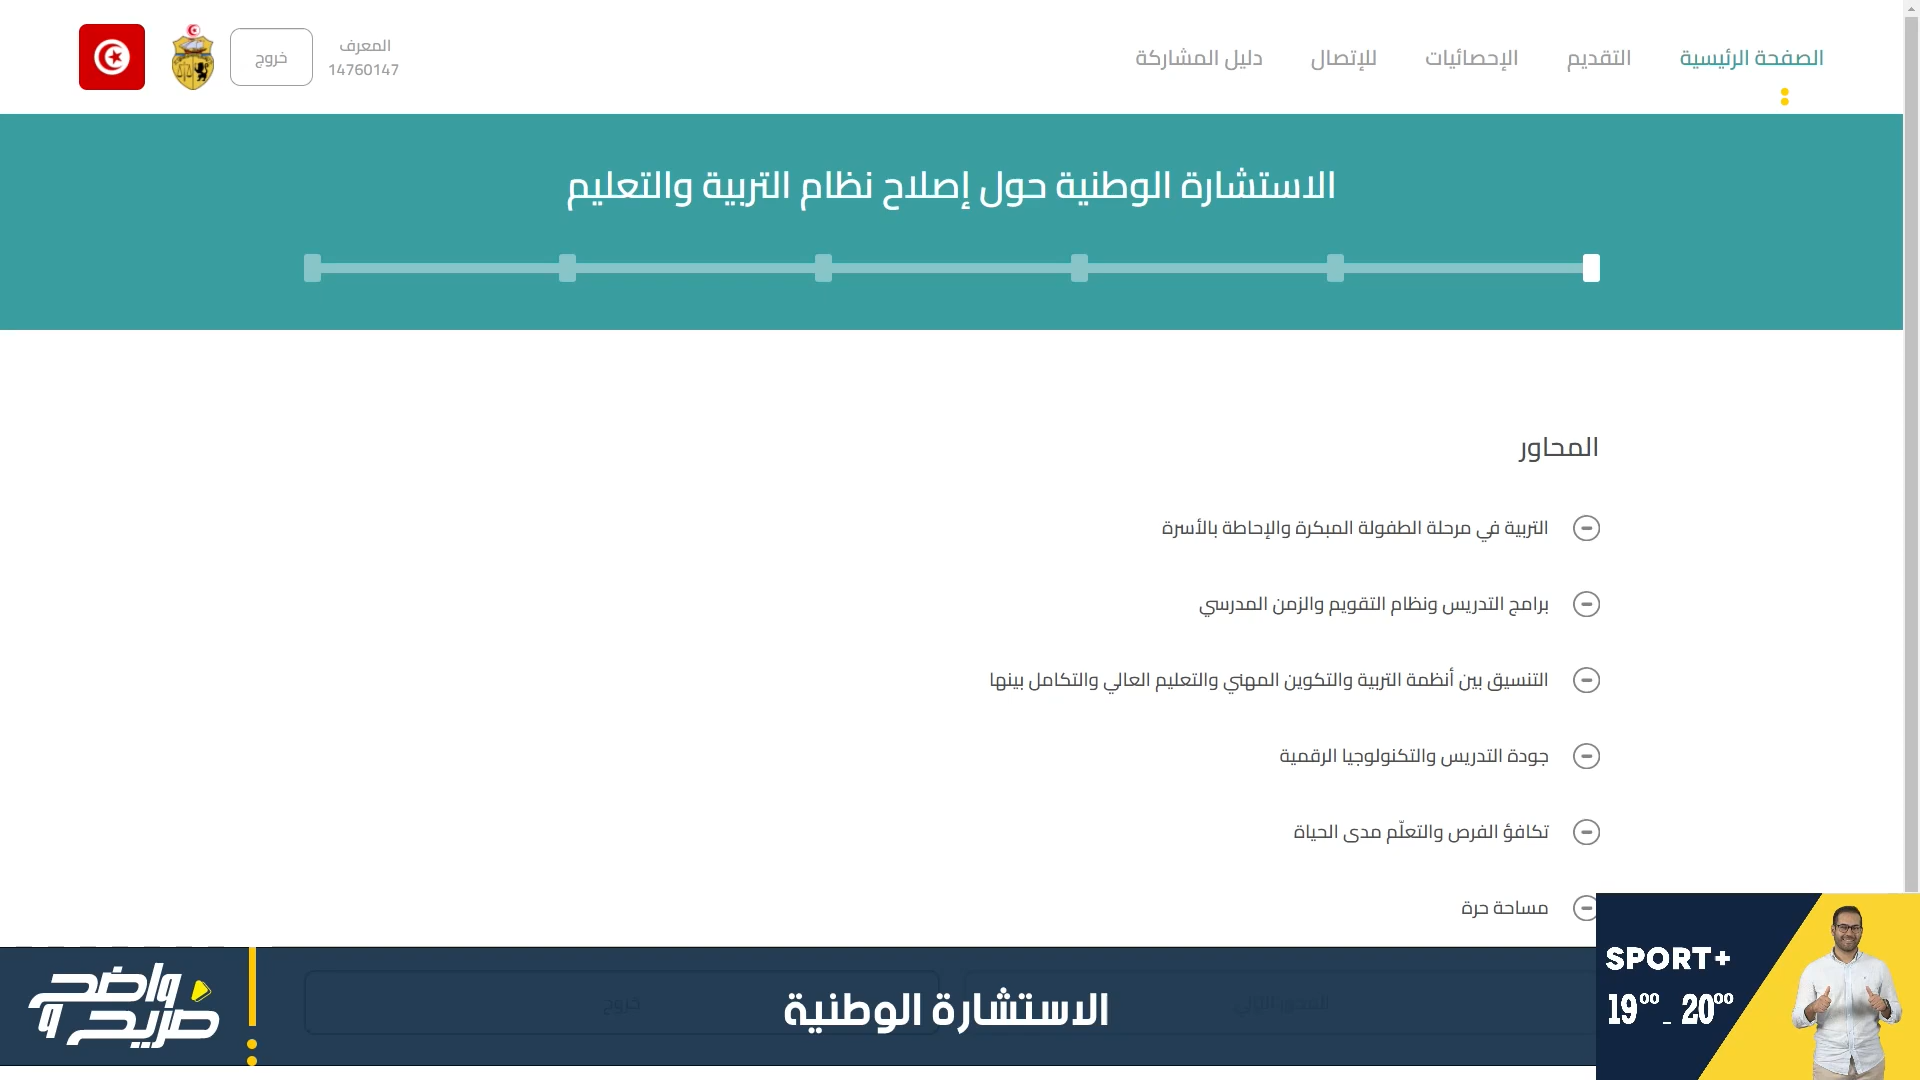 الصفحة الرئيسية
التقديم
الإحصائيات
للإتصال
دليل المشاركة
المعرف
14760147
خروج
الاستشارة الوطنية حول إصلاح نظام التربية والتعليم
المحاور
التربية في مرحلة الطفولة المبكرة والإحاطة بالأسرة
برامج التدريس ونظام التقويم والزمن المدرسي
التنسيق بين أنظمة التربية والتكوين المهني والتعليم العالي والتكامل بينها
جودة التدريس والتكنولوجيا الرقمية
تكافؤ الفرص والتعلّم مدى الحياة
مساحة حرة
المحور الأول
خروج
الاستشارة الوطنية
واضح
و صريح
SPORT+
19⁰⁰ - 20⁰⁰